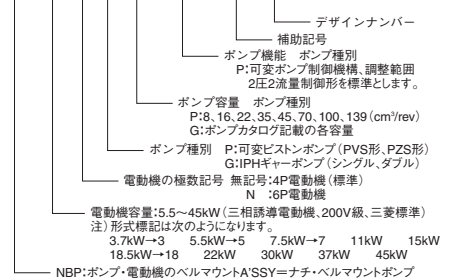 デザインナンバー
補助記号
ポンプ機能 ポンプ種別
P:可変ポンプ制御機構、調整範囲
2圧2流量制御形を標準とします。
ポンプ容量 ポンプ種別
P:8、16、22、35、45、70、100、139(cm³/rev)
G:ポンプカタログ記載の各容量
ポンプ種別 P:可変ピストンポンプ(PVS形、PZS形)
G:IPHギャーポンプ(シングル、ダブル)
電動機の極数記号 無記号:4P電動機(標準)
N :6P電動機
電動機容量:5.5~45kW(三相誘導電動機、200V級、三菱標準)
注)形式標記は次のようになります。
3.7kW→3 5.5kW→5 7.5kW→7 11kW 15kW
18.5kW→18 22kW 30kW 37kW 45kW
NBP:ポンプ・電動機のベルマウントA'SSY=ナチ・ベルマウントポンプ